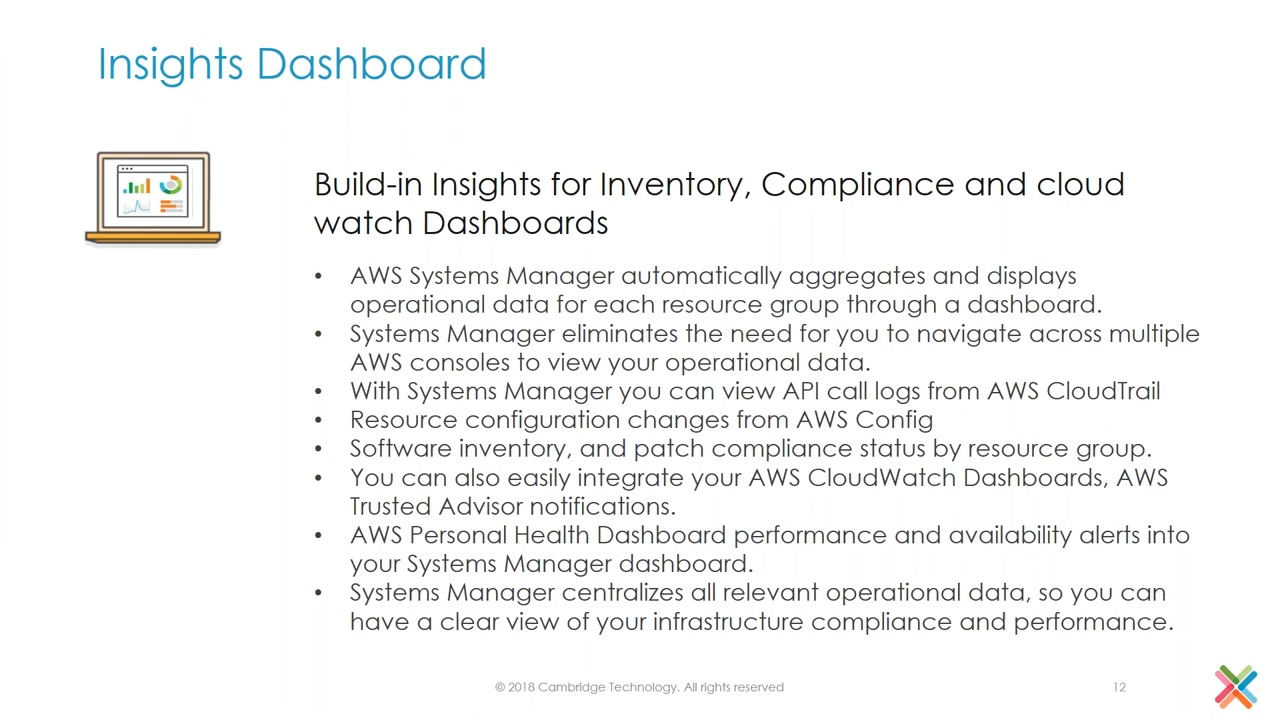 Insights Dashboard
Build-in Insights for Inventory, Compliance and cloud
watch Dashboards
• AWS Systems Manager automatically aggregates and displays
operational data for each resource group through a dashboard.
• Systems Manager eliminates the need for you to navigate across multiple
AWS consoles to view your operational data.
• With Systems Manager you can view API call logs from AWS CloudTrail
• Resource configuration changes from AWS Config
• Software inventory, and patch compliance status by resource group.
• You can also easily integrate your AWS CloudWatch Dashboards, AWS
Trusted Advisor notifications.
• AWS Personal Health Dashboard performance and availability alerts into
your Systems Manager dashboard.
• Systems Manager centralizes all relevant operational data, so you can
have a clear view of your infrastructure compliance and performance.
© 2018 Cambridge Technology. All rights reserved
12